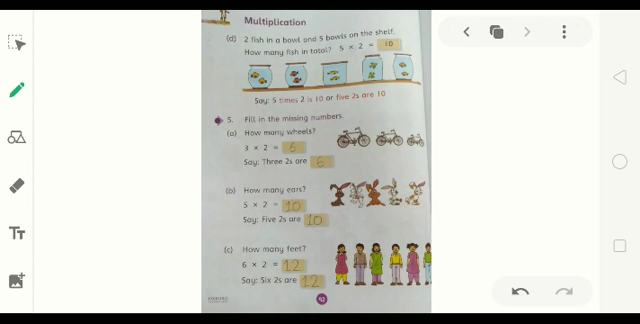 Multiplication
(d) 2 fish in a bowl and 5 bowls on the shelf.
How many fish in total? 5 × 2 = 10
Say: 5 times 2 is 10 or five 2s are 10
5. Fill in the missing numbers.
(a) How many wheels?
3 × 2 = 6
Say: Three 2s are 6
(b) How many ears?
5 × 2 = 10
Say: Five 2s are 10
(c) How many feet?
6 × 2 = 12
Say: Six 2s are 12
Tт